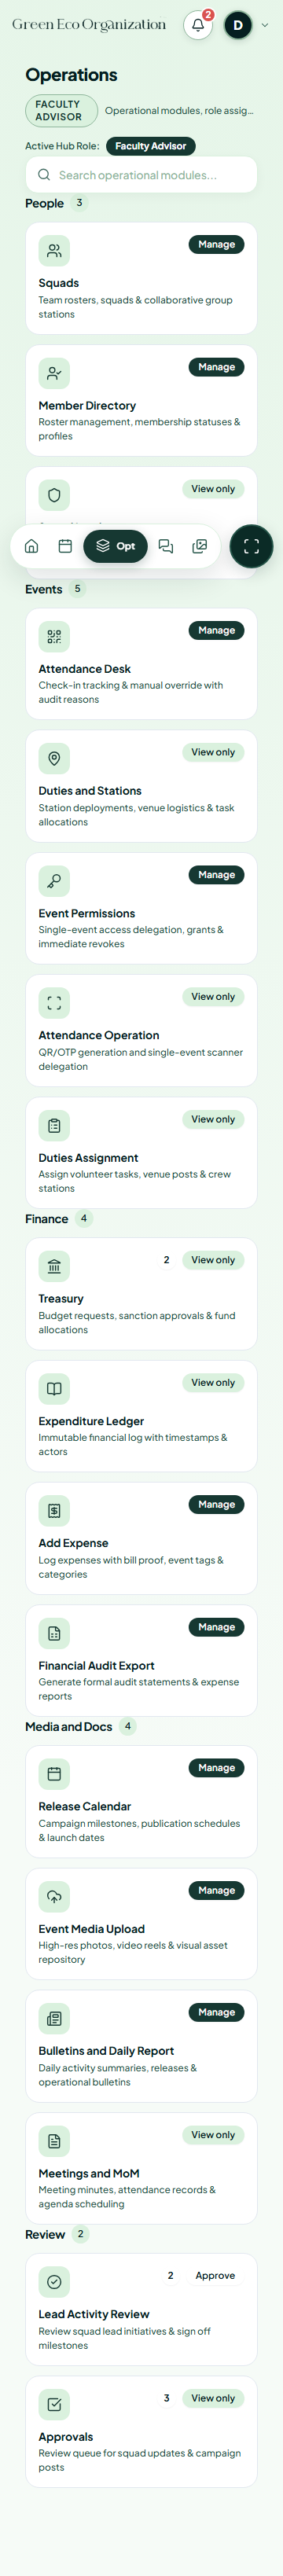 Green Eco Organization
2
D
Operations
FACULTY
ADVISOR
Operational modules, role assig...
Active Hub Role:
Faculty Advisor
Search operational modules...
People 3
Manage
Squads
Team rosters, squads & collaborative group
stations
Manage
Member Directory
Roster management, membership statuses &
profiles
View only
Opt
Events 5
Manage
Attendance Desk
Check-in tracking & manual override with
audit reasons
View only
Duties and Stations
Station deployments, venue logistics & task
allocations
Manage
Event Permissions
Single-event access delegation, grants &
immediate revokes
View only
Attendance Operation
QR/OTP generation and single-event scanner
delegation
View only
Duties Assignment
Assign volunteer tasks, venue posts & crew
stations
Finance 4
2 View only
Treasury
Budget requests, sanction approvals & fund
allocations
View only
Expenditure Ledger
Immutable financial log with timestamps &
actors
Manage
Add Expense
Log expenses with bill proof, event tags &
categories
Manage
Financial Audit Export
Generate formal audit statements & expense
reports
Media and Docs 4
Manage
Release Calendar
Campaign milestones, publication schedules
& launch dates
Manage
Event Media Upload
High-res photos, video reels & visual asset
repository
Manage
Bulletins and Daily Report
Daily activity summaries, releases &
operational bulletins
View only
Meetings and MoM
Meeting minutes, attendance records &
agenda scheduling
Review 2
2 Approve
Lead Activity Review
Review squad lead initiatives & sign off
milestones
3 View only
Approvals
Review queue for squad updates & campaign
posts